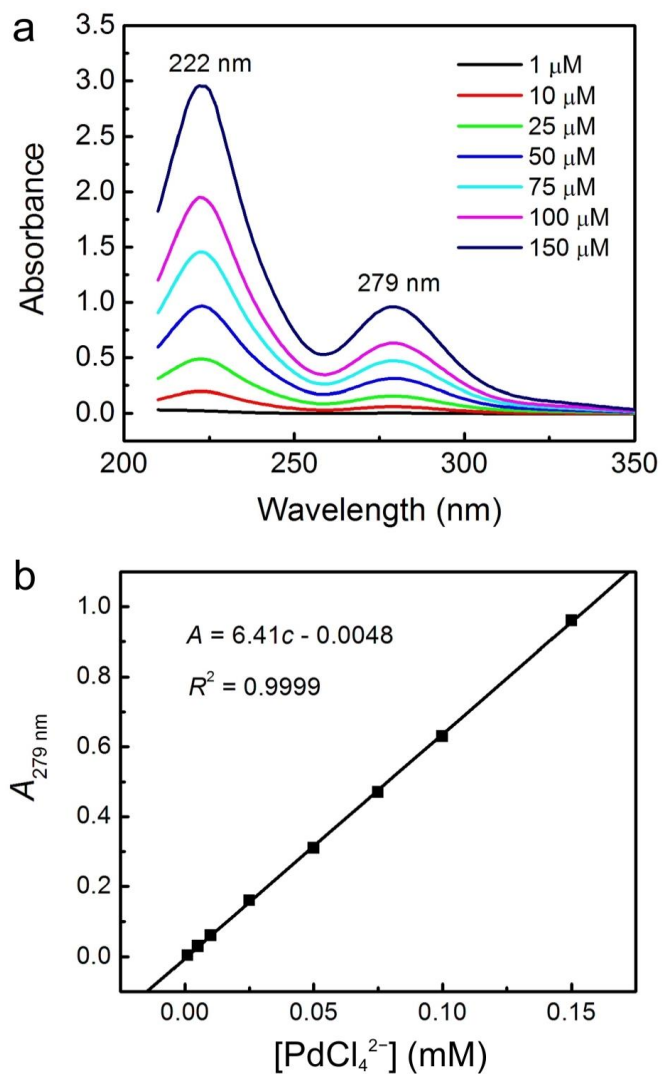 a
3.5
3.0
2.5
2.0
1.5
1.0
0.5
0.0
Absorbance
222 nm
279 nm
1 μM
10 μM
25 μM
50 μM
75 μM
100 μM
150 μM
200
250
300
350
Wavelength (nm)
b
1.0
0.8
0.6
0.4
0.2
0.0
A279 nm
A = 6.41c - 0.0048
R² = 0.9999
0.00
0.05
0.10
0.15
[PdCl₄²⁻] (mM)